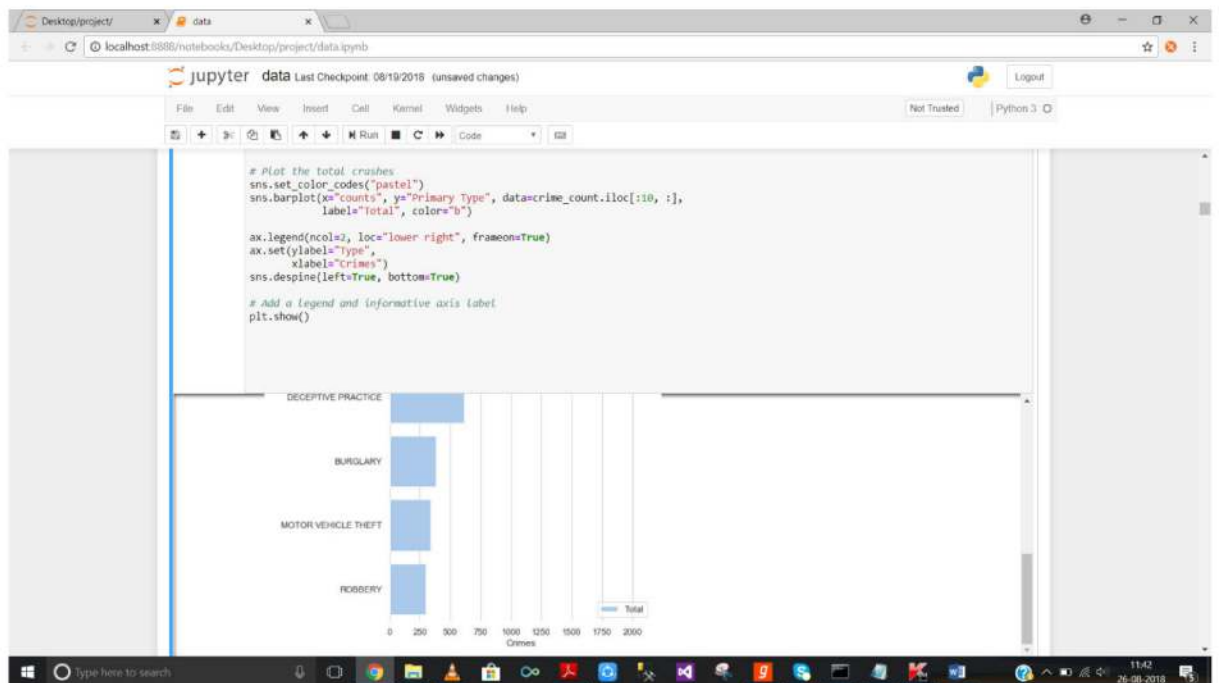 Desktop/project/
data
localhost:8888/notebooks/Desktop/project/data.ipynb
jupyter data Last Checkpoint: 08/19/2018 (unsaved changes)
Logout
File Edit View Insert Cell Kernel Widgets Help
Not Trusted Python 3
Run Code
# Plot the total crashes
sns.set_color_codes("pastel")
sns.barplot(x="counts", y="Primary Type", data=crime_count.iloc[:10, :],
label="Total", color="b")
ax.legend(ncol=2, loc="lower right", frameon=True)
ax.set(ylabel="Type",
xlabel="Crimes")
sns.despine(left=True, bottom=True)
# Add a legend and informative axis label
plt.show()
DECEPTIVE PRACTICE
BURGLARY
MOTOR VEHICLE THEFT
ROBBERY
Total
0 250 500 750 1000 1250 1500 1750 2000
Crimes
Type here to search
11:42
26-08-2018